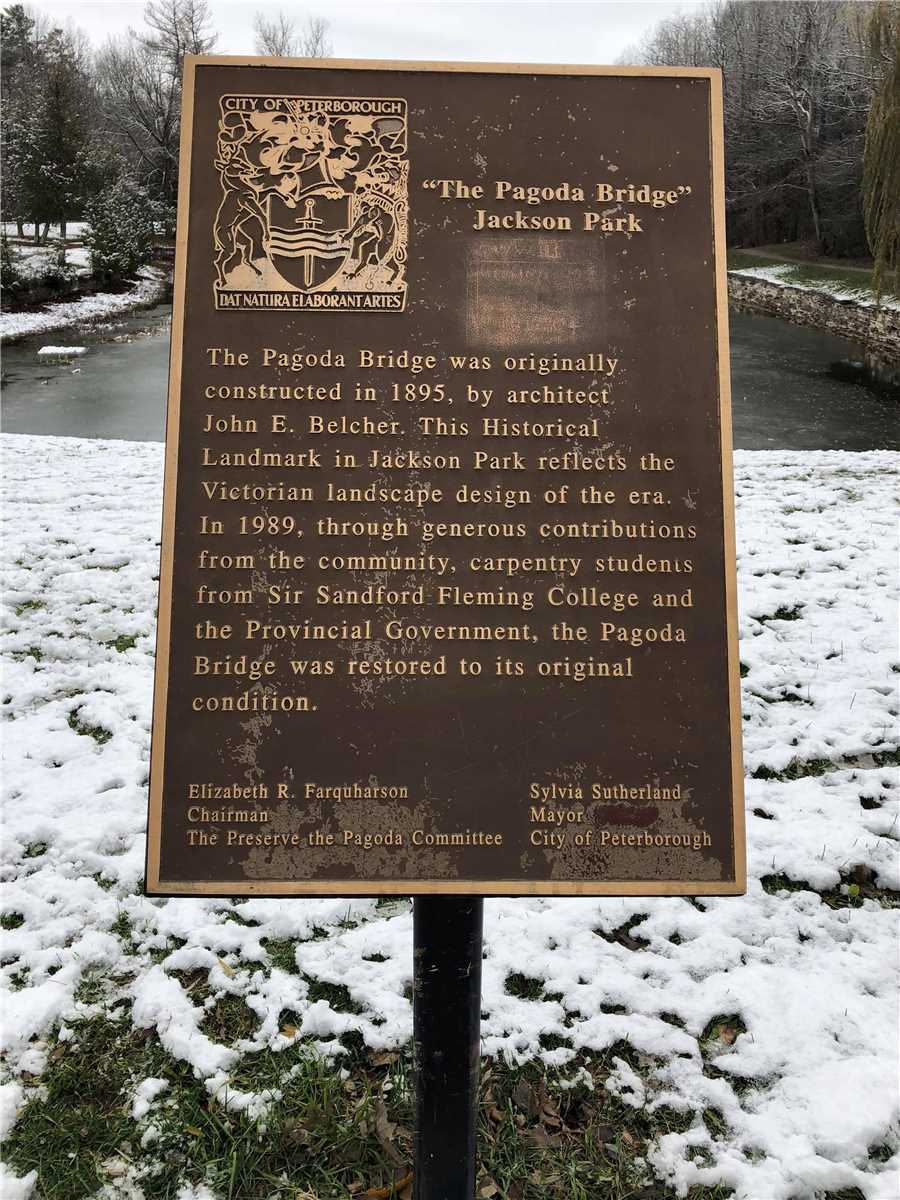 CITY OF PETERBOROUGH
DAT NATURA ELABORANT ARTES
“The Pagoda Bridge”
Jackson Park
The Pagoda Bridge was originally
constructed in 1895, by architect
John E. Belcher. This Historical
Landmark in Jackson Park reflects the
Victorian landscape design of the era.
In 1989, through generous contributions
from the community, carpentry students
from Sir Sandford Fleming College and
the Provincial Government, the Pagoda
Bridge was restored to its original
condition.
Elizabeth R. Farquharson
Chairman
The Preserve the Pagoda Committee
Sylvia Sutherland
Mayor
City of Peterborough